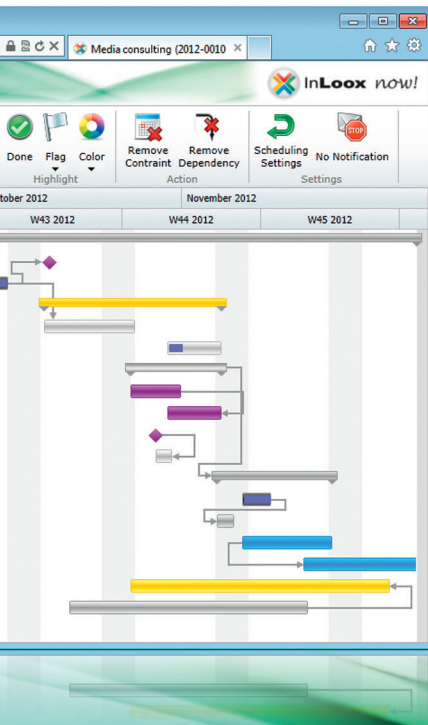 Media consulting (2012-0010
InLoox now!
Done Flag Color Remove Contraint Remove Dependency Scheduling Settings No Notification
Highlight Action Settings
tober 2012 November 2012
W43 2012 W44 2012 W45 2012
STOP